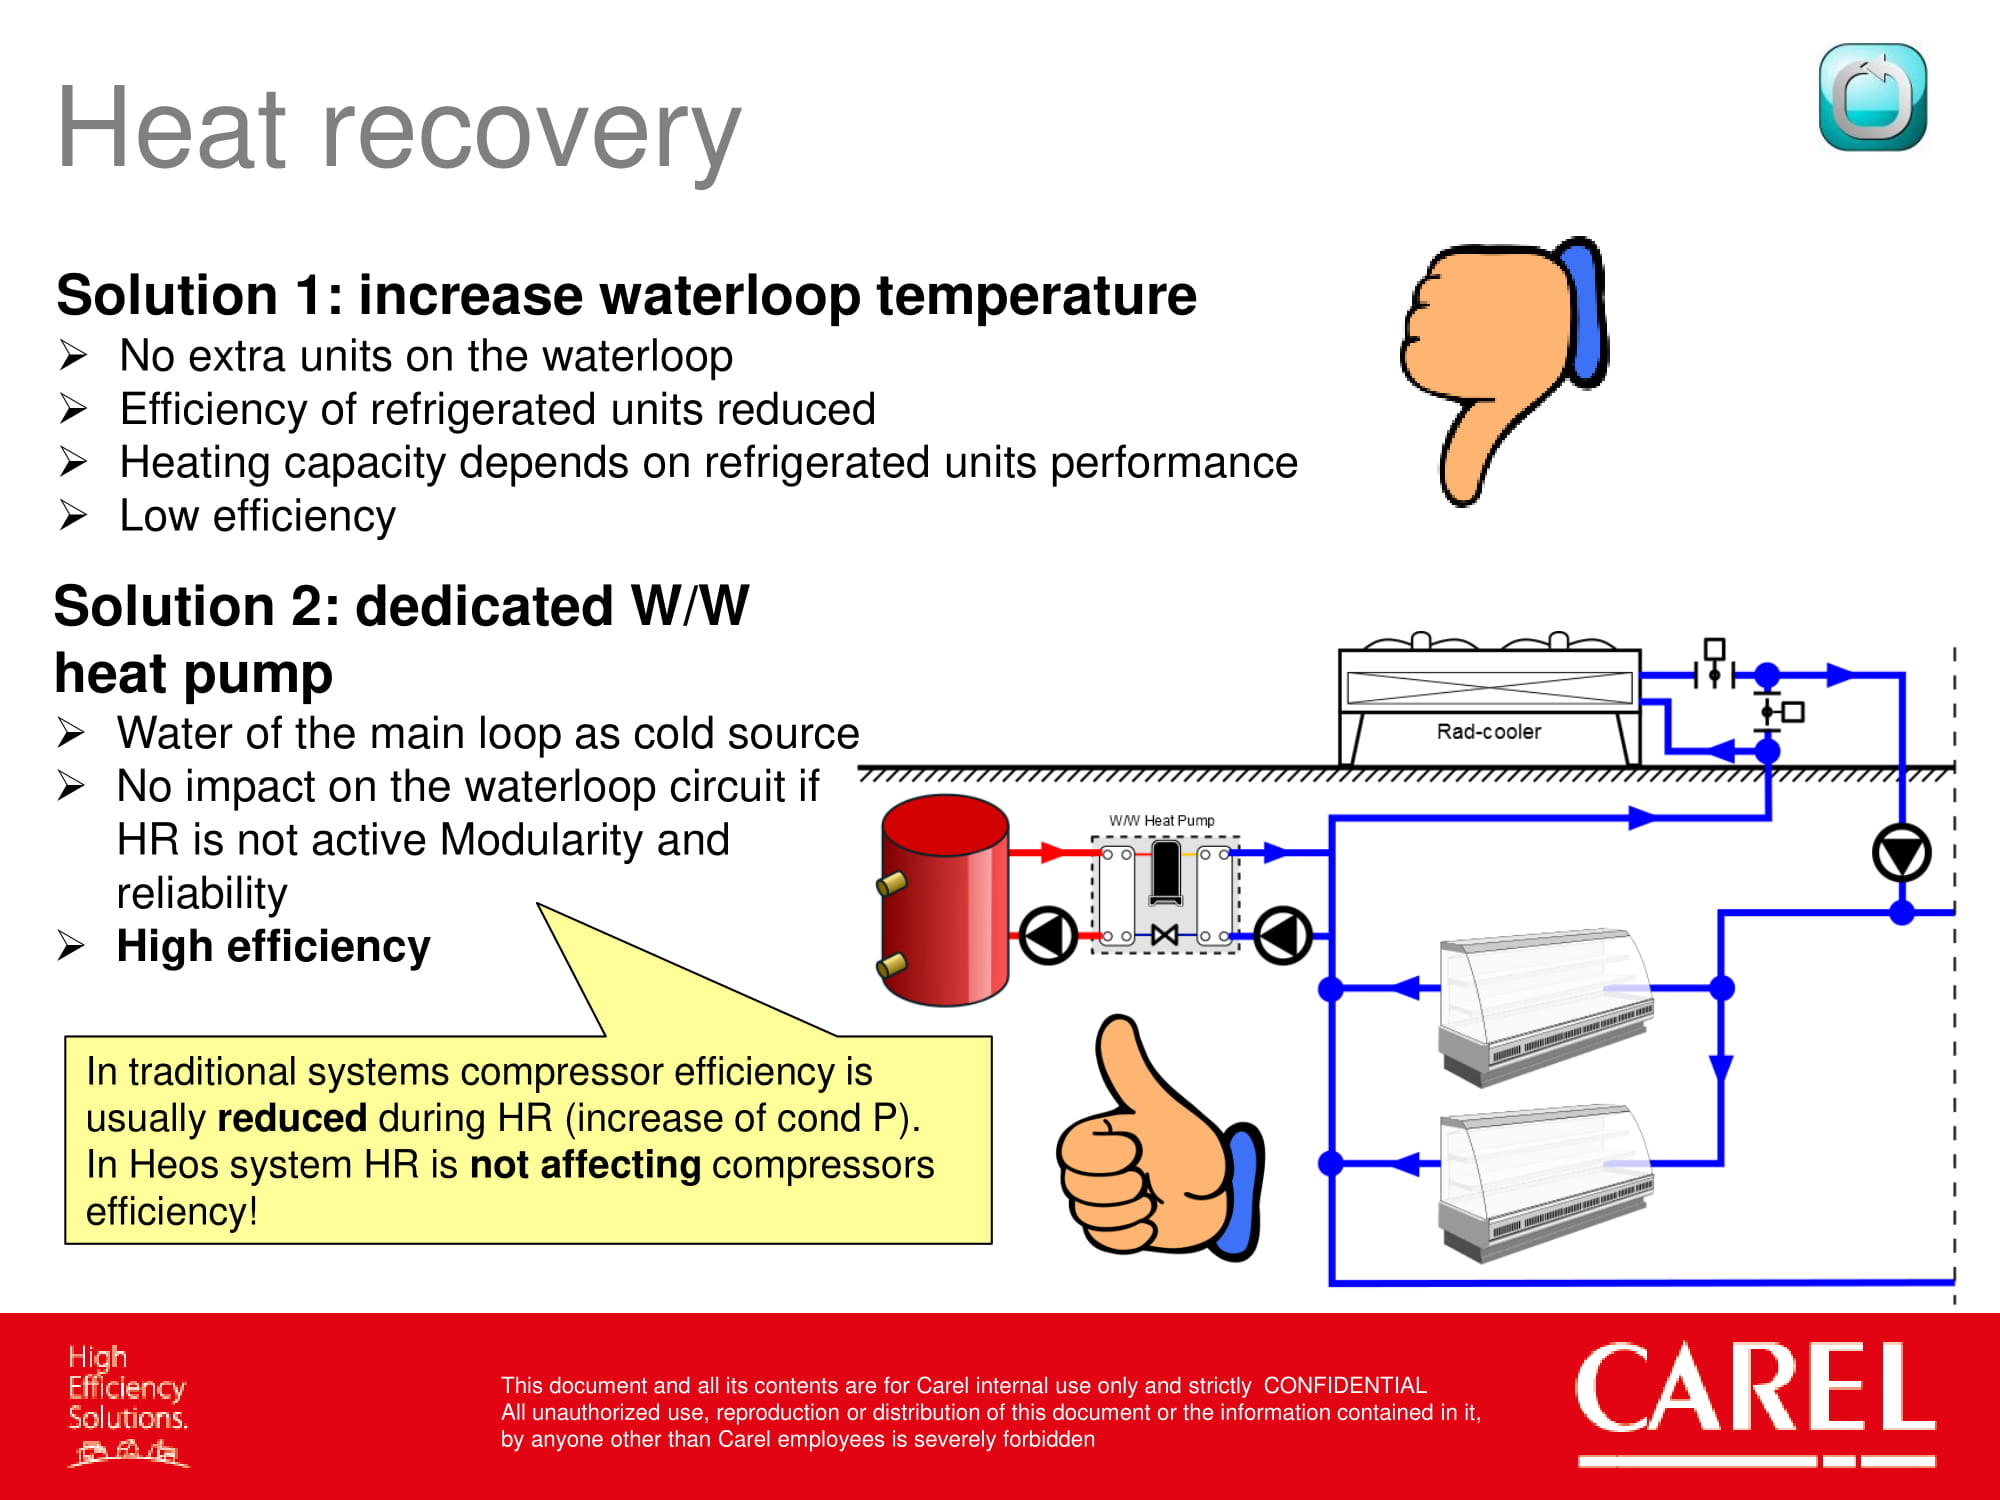 Heat recovery
Solution 1: increase waterloop temperature
➢ No extra units on the waterloop
➢ Efficiency of refrigerated units reduced
➢ Heating capacity depends on refrigerated units performance
➢ Low efficiency
Solution 2: dedicated W/W
heat pump
➢ Water of the main loop as cold source
➢ No impact on the waterloop circuit if
HR is not active Modularity and
reliability
➢ High efficiency
In traditional systems compressor efficiency is
usually reduced during HR (increase of cond P).
In Heos system HR is not affecting compressors
efficiency!
Rad-cooler
W/W Heat Pump
High
Efficiency
Solutions.
This document and all its contents are for Carel internal use only and strictly  CONFIDENTIAL
All unauthorized use, reproduction or distribution of this document or the information contained in it,
by anyone other than Carel employees is severely forbidden
CAREL